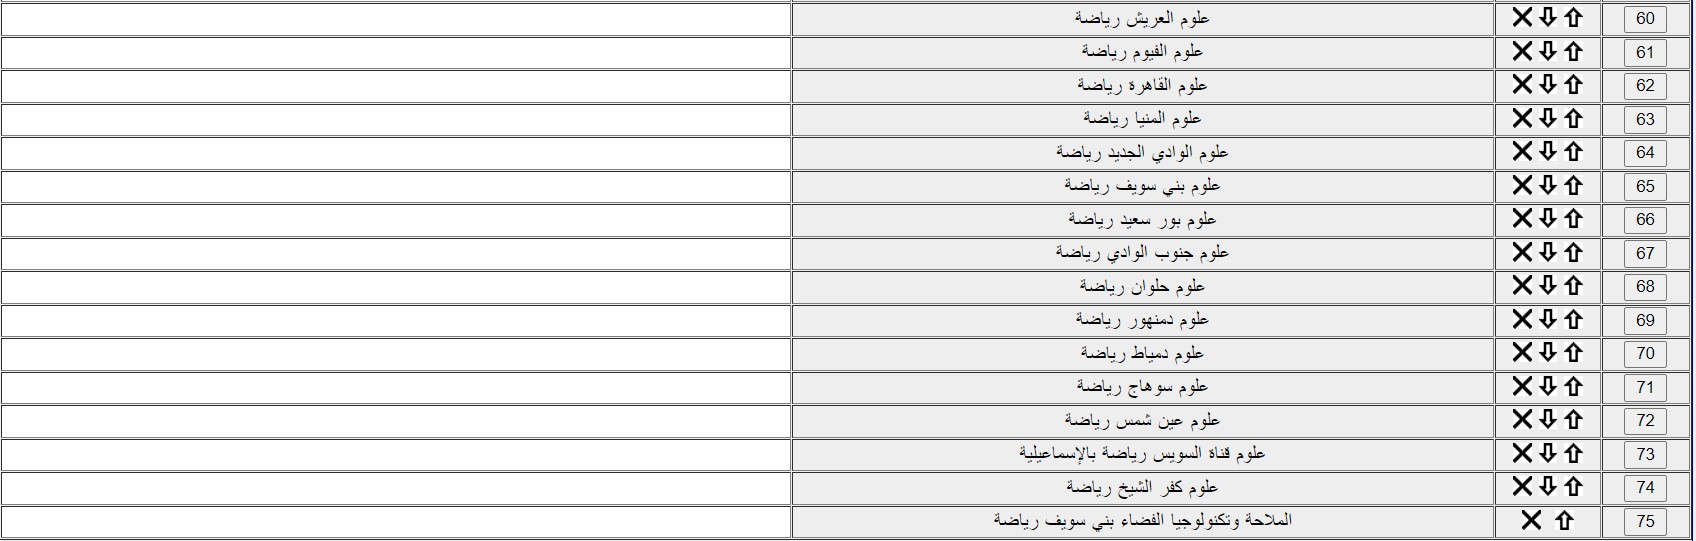 60 علوم العريش رياضة
61 علوم الفيوم رياضة
62 علوم القاهرة رياضة
63 علوم المنيا رياضة
64 علوم الوادي الجديد رياضة
65 علوم بني سويف رياضة
66 علوم بور سعيد رياضة
67 علوم جنوب الوادي رياضة
68 علوم حلوان رياضة
69 علوم دمنهور رياضة
70 علوم دمياط رياضة
71 علوم سوهاج رياضة
72 علوم عين شمس رياضة
73 علوم قناة السويس رياضة بالإسماعيلية
74 علوم كفر الشيخ رياضة
75 الملاحة وتكنولوجيا الفضاء بني سويف رياضة